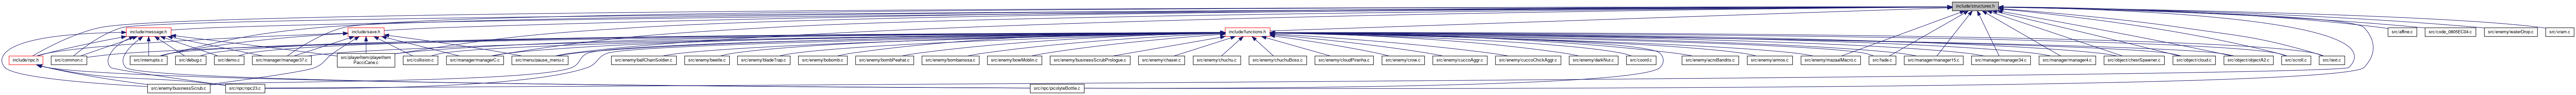 include/structures.h
include/message.h
include/save.h
include/functions.h
src/affine.c
src/code_0805EC04.c
src/enemy/waterDrop.c
src/vram.c
include/npc.h
src/common.c
src/interrupts.c
src/debug.c
src/demo.c
src/manager/manager37.c
src/playerItem/playerItem
PacciCane.c
src/collision.c
src/manager/managerC.c
src/menu/pause_menu.c
src/enemy/ballChainSoldier.c
src/enemy/beetle.c
src/enemy/bladeTrap.c
src/enemy/bobomb.c
src/enemy/bombPeahat.c
src/enemy/bombarossa.c
src/enemy/bowMoblin.c
src/enemy/businessScrubPrologue.c
src/enemy/chaser.c
src/enemy/chuchu.c
src/enemy/chuchuBoss.c
src/enemy/cloudPiranha.c
src/enemy/crow.c
src/enemy/cuccoAggr.c
src/enemy/cuccoChickAggr.c
src/enemy/darkNut.c
src/coord.c
src/enemy/acroBandits.c
src/enemy/armos.c
src/enemy/mazaalMacro.c
src/fade.c
src/manager/manager15.c
src/manager/manager34.c
src/manager/manager4.c
src/object/chestSpawner.c
src/object/cloud.c
src/object/objectA2.c
src/scroll.c
src/text.c
src/enemy/businessScrub.c
src/npc/npc23.c
src/npc/picolyteBottle.c